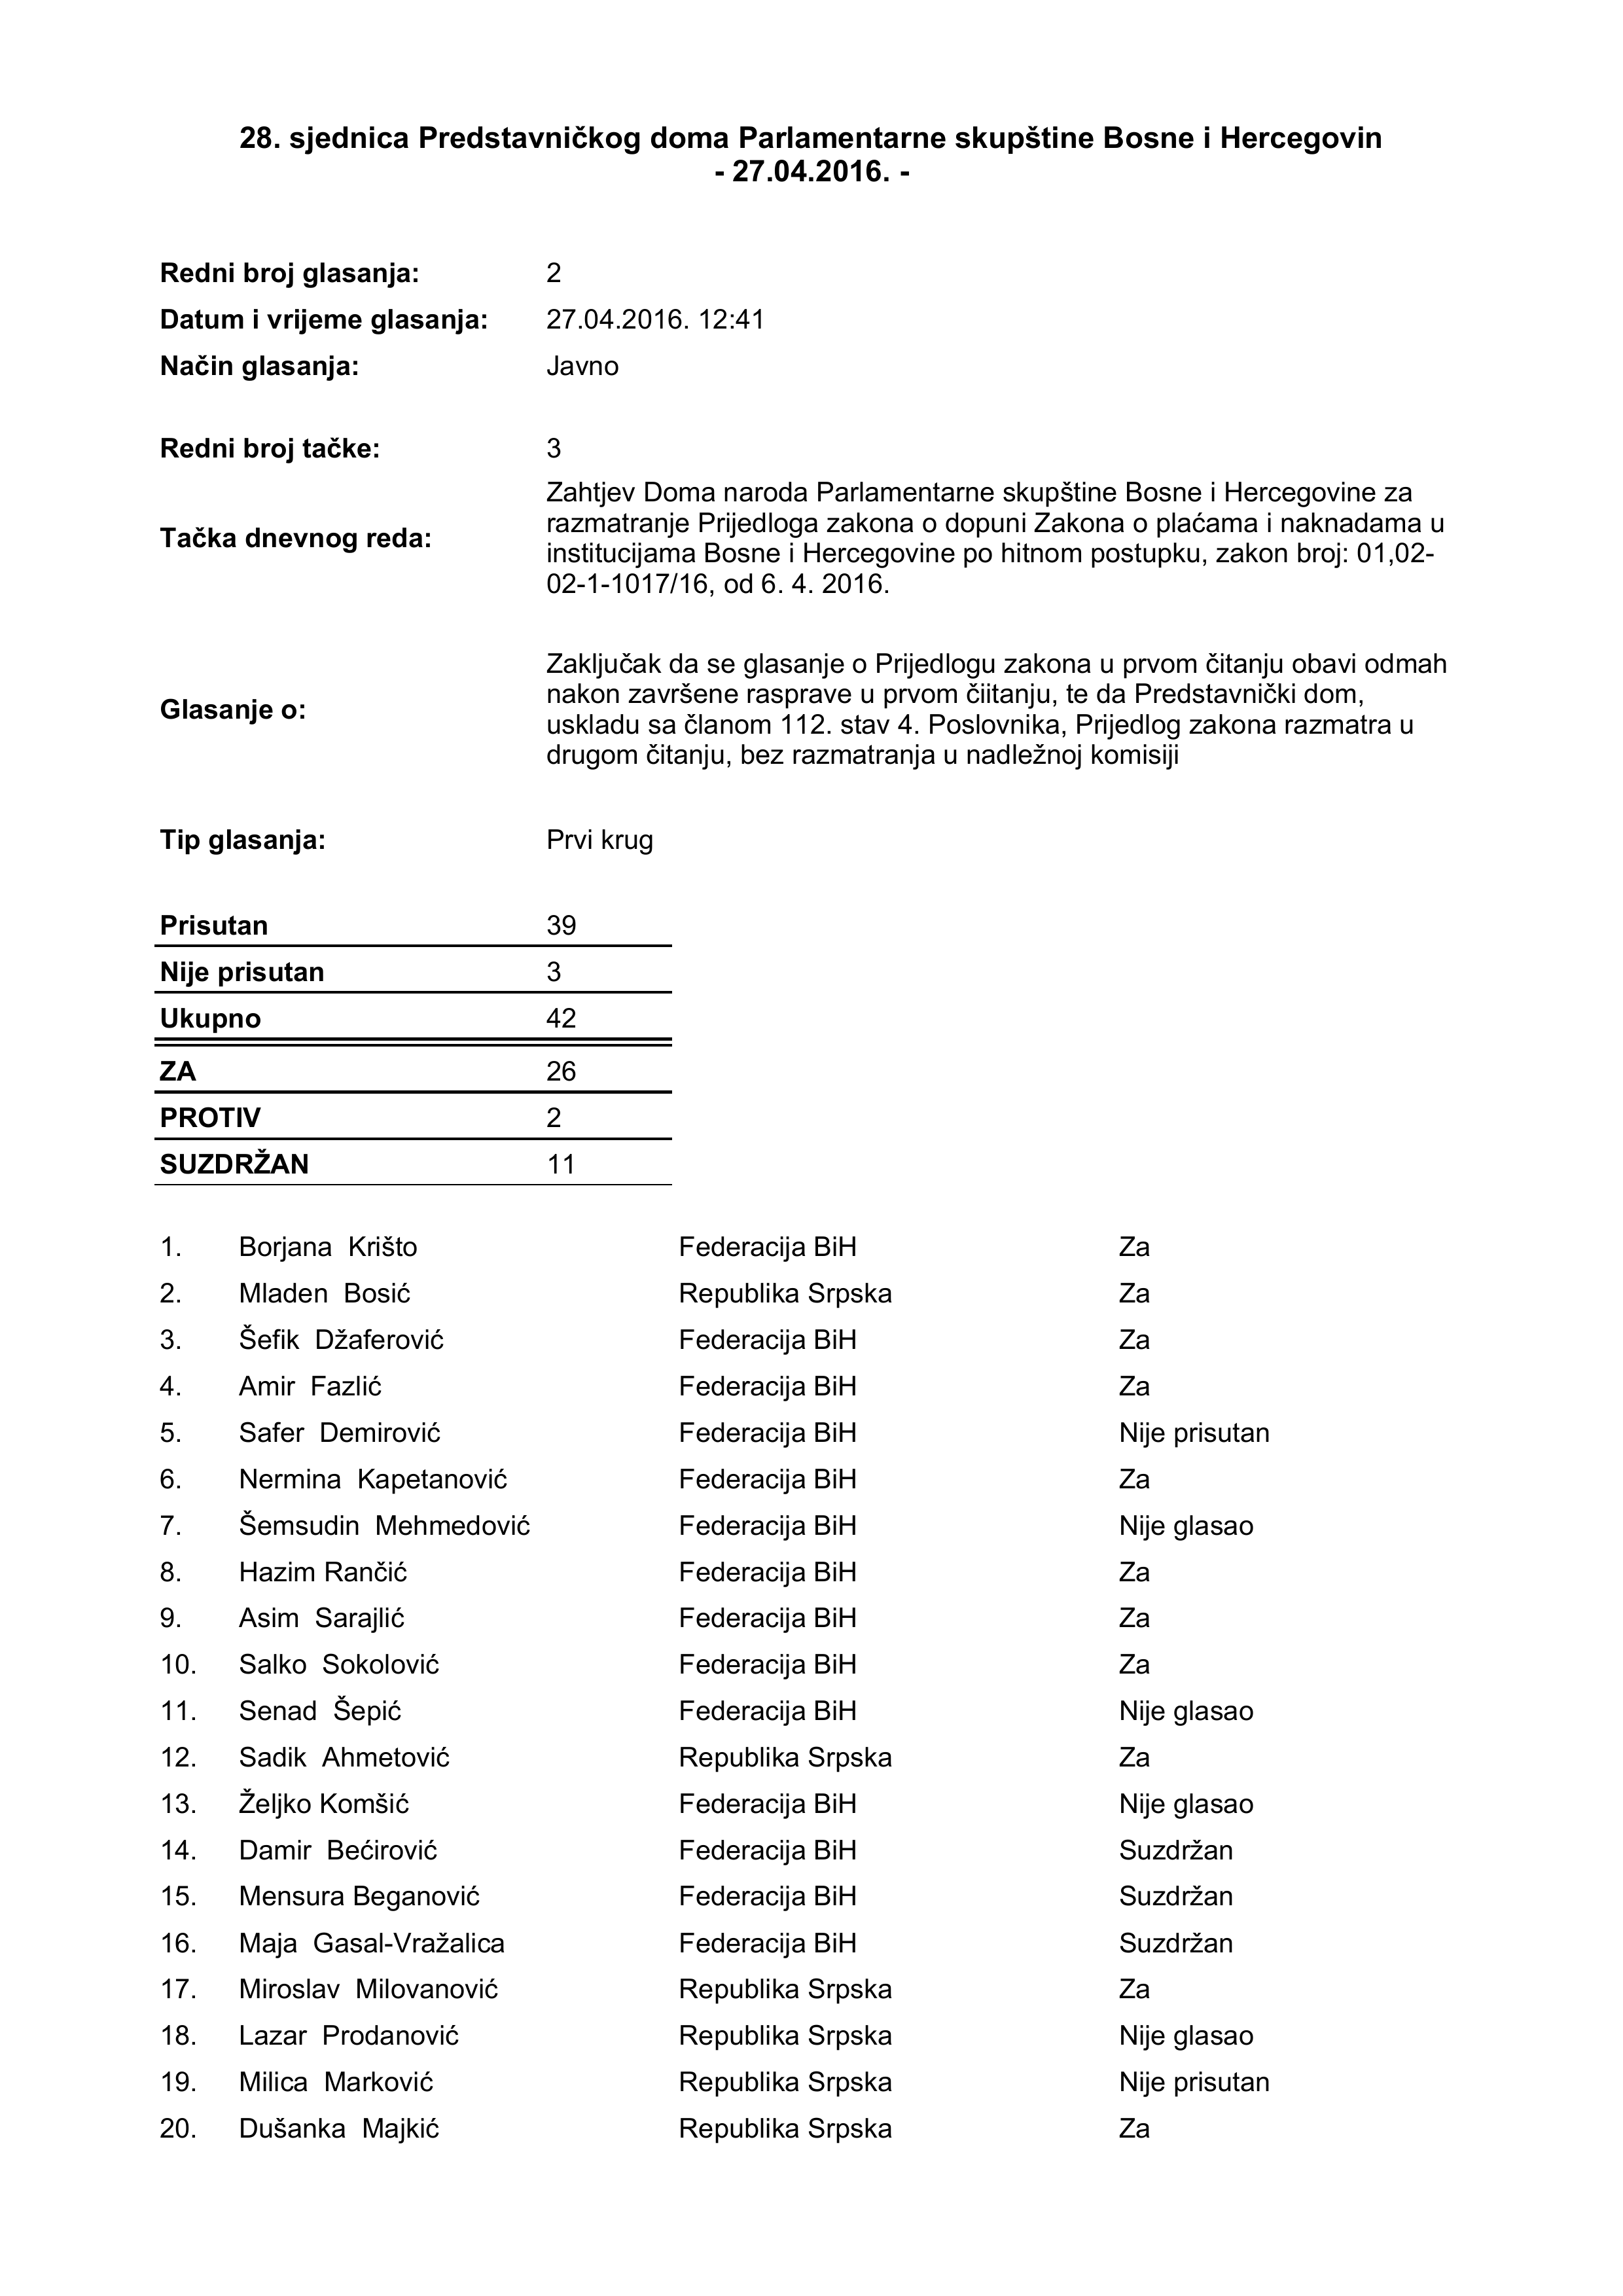 28. sjednica Predstavničkog doma Parlamentarne skupštine Bosne i Hercegovin
- 27.04.2016. -
Redni broj glasanja: 2
Datum i vrijeme glasanja: 27.04.2016. 12:41
Način glasanja: Javno
Redni broj tačke: 3
Tačka dnevnog reda:
Zahtjev Doma naroda Parlamentarne skupštine Bosne i Hercegovine za
razmatranje Prijedloga zakona o dopuni Zakona o plaćama i naknadama u
institucijama Bosne i Hercegovine po hitnom postupku, zakon broj: 01,02-
02-1-1017/16, od 6. 4. 2016.
Glasanje o:
Zaključak da se glasanje o Prijedlogu zakona u prvom čitanju obavi odmah
nakon završene rasprave u prvom čiitanju, te da Predstavnički dom,
uskladu sa članom 112. stav 4. Poslovnika, Prijedlog zakona razmatra u
drugom čitanju, bez razmatranja u nadležnoj komisiji
Tip glasanja: Prvi krug
Prisutan 39
Nije prisutan 3
Ukupno 42
ZA 26
PROTIV 2
SUZDRŽAN 11
1. Borjana Krišto Federacija BiH Za
2. Mladen Bosić Republika Srpska Za
3. Šefik Džaferović Federacija BiH Za
4. Amir Fazlić Federacija BiH Za
5. Safer Demirović Federacija BiH Nije prisutan
6. Nermina Kapetanović Federacija BiH Za
7. Šemsudin Mehmedović Federacija BiH Nije glasao
8. Hazim Rančić Federacija BiH Za
9. Asim Sarajlić Federacija BiH Za
10. Salko Sokolović Federacija BiH Za
11. Senad Šepić Federacija BiH Nije glasao
12. Sadik Ahmetović Republika Srpska Za
13. Željko Komšić Federacija BiH Nije glasao
14. Damir Bećirović Federacija BiH Suzdržan
15. Mensura Beganović Federacija BiH Suzdržan
16. Maja Gasal-Vražalica Federacija BiH Suzdržan
17. Miroslav Milovanović Republika Srpska Za
18. Lazar Prodanović Republika Srpska Nije glasao
19. Milica Marković Republika Srpska Nije prisutan
20. Dušanka Majkić Republika Srpska Za